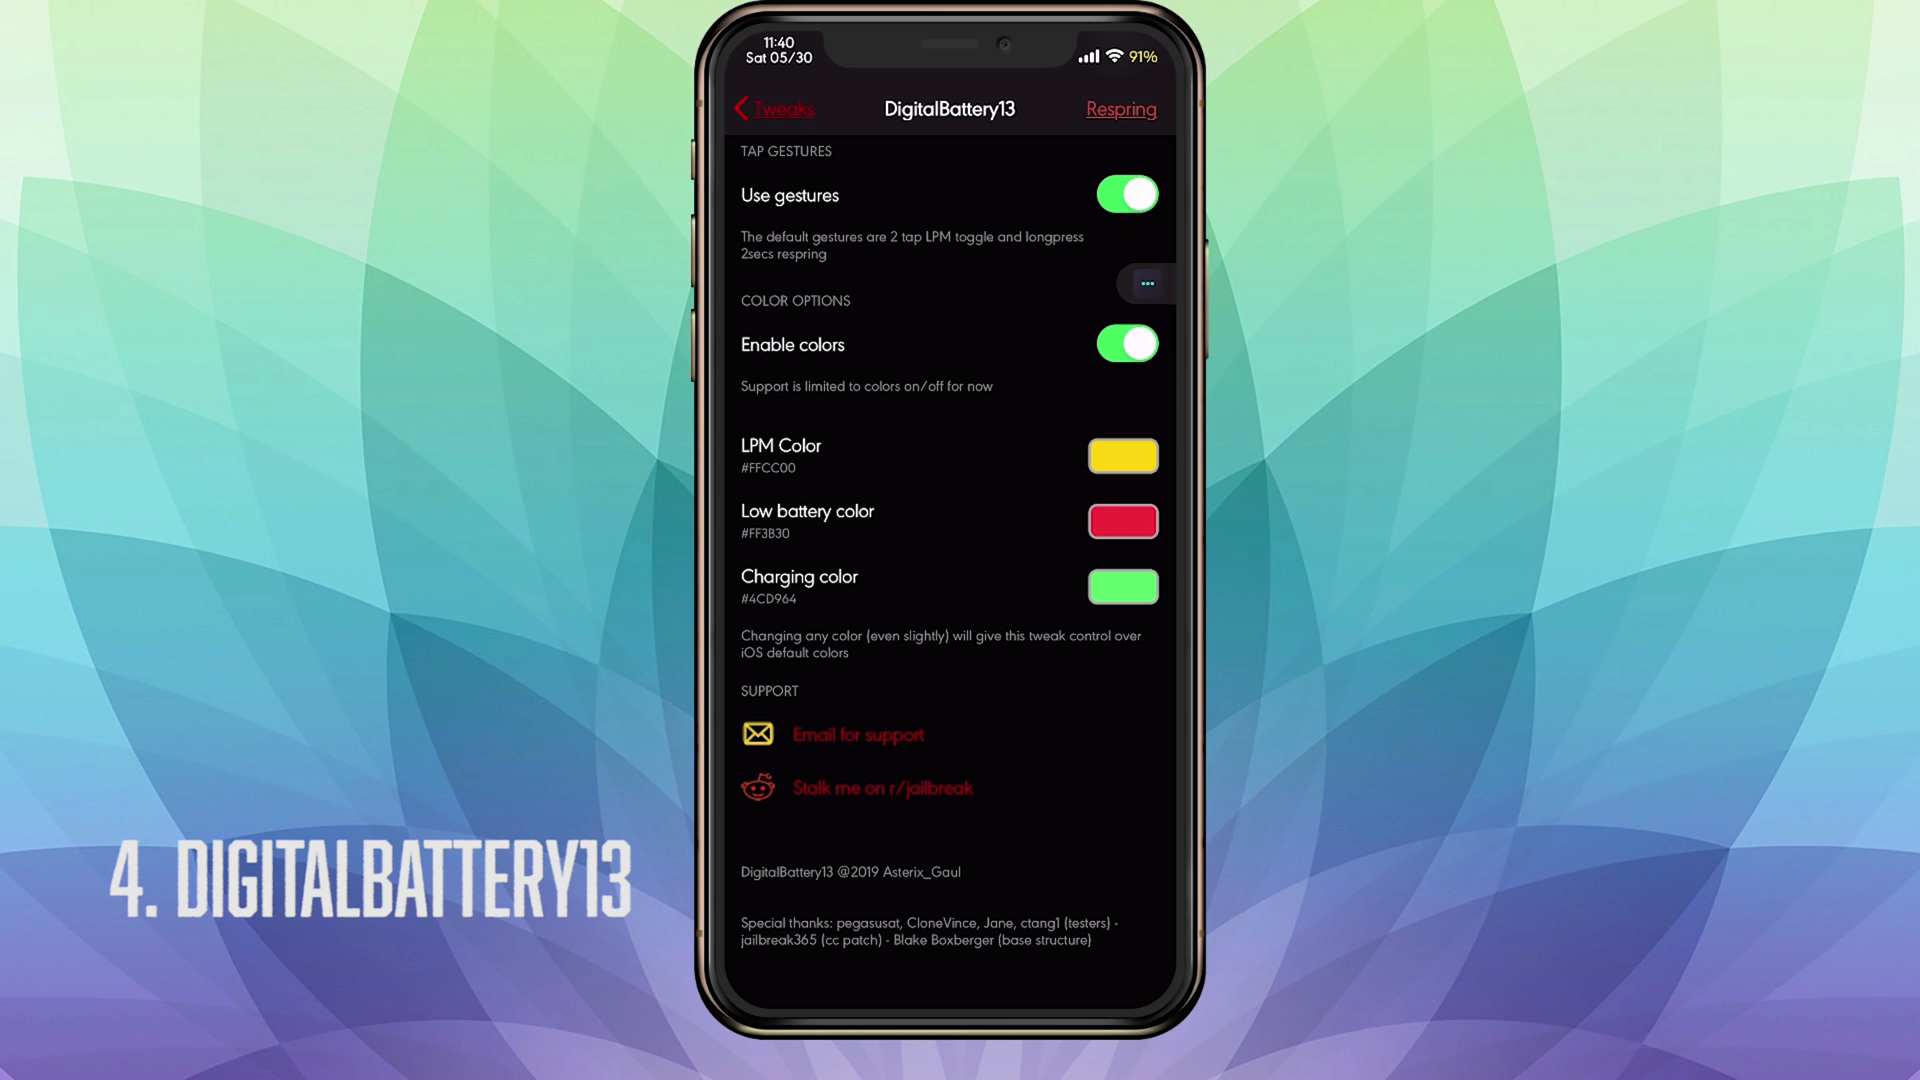 11:40
Sat 05/30
91%
Tweaks
DigitalBattery13
Respring
TAP GESTURES
Use gestures
The default gestures are 2 tap LPM toggle and longpress
2secs respring
COLOR OPTIONS
Enable colors
Support is limited to colors on/off for now
LPM Color
#FFCC00
Low battery color
#FF3B30
Charging color
#4CD964
Changing any color (even slightly) will give this tweak control over
iOS default colors
SUPPORT
Email for support
Stalk me on r/jailbreak
DigitalBattery13 @2019 Asterix_Gaul
Special thanks: pegasusat, CloneVince, Jane, ctang1 (testers) -
jailbreak365 (cc patch) - Blake Boxberger (base structure)
4. DIGITALBATTERY13